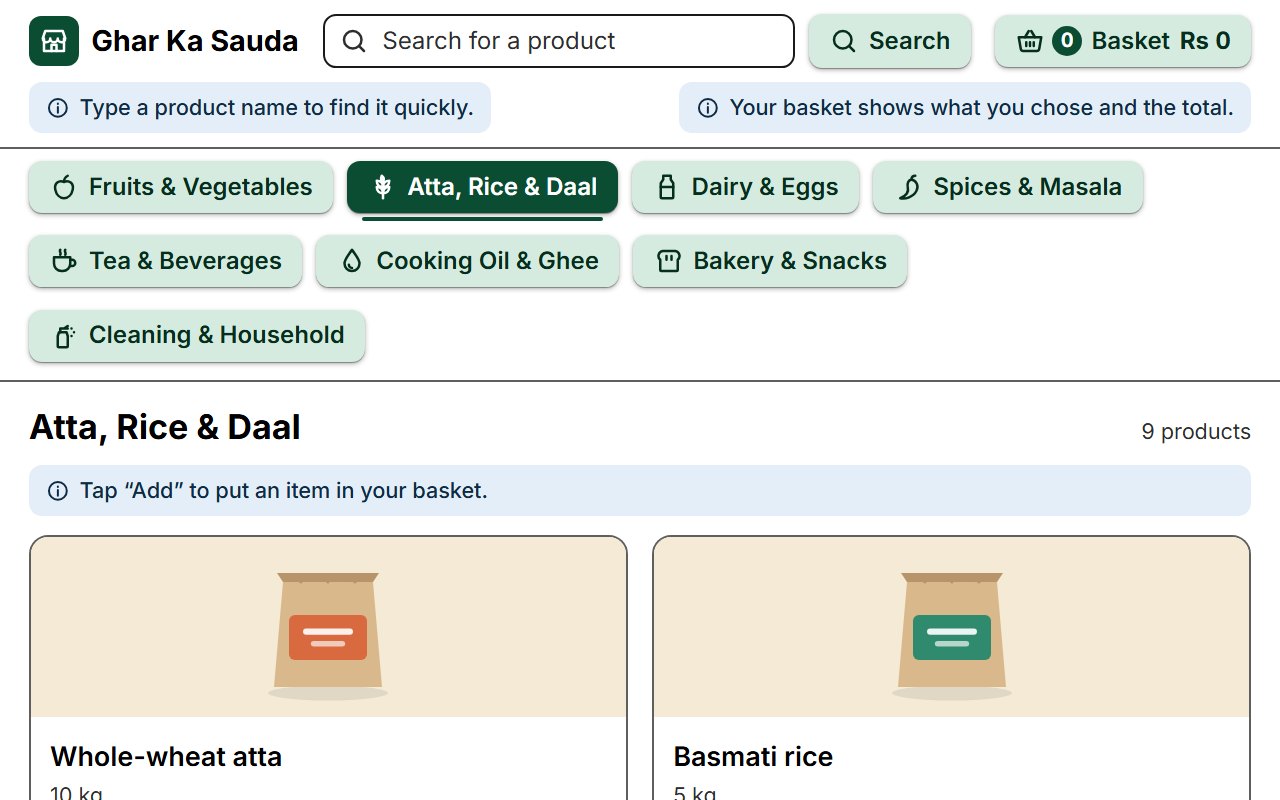 Ghar Ka Sauda
Search for a product
Search
0 Basket Rs 0
Type a product name to find it quickly.
Your basket shows what you chose and the total.
Fruits & Vegetables
Atta, Rice & Daal
Dairy & Eggs
Spices & Masala
Tea & Beverages
Cooking Oil & Ghee
Bakery & Snacks
Cleaning & Household
Atta, Rice & Daal
9 products
Tap “Add” to put an item in your basket.
Whole-wheat atta
10 kg
Basmati rice
5 kg